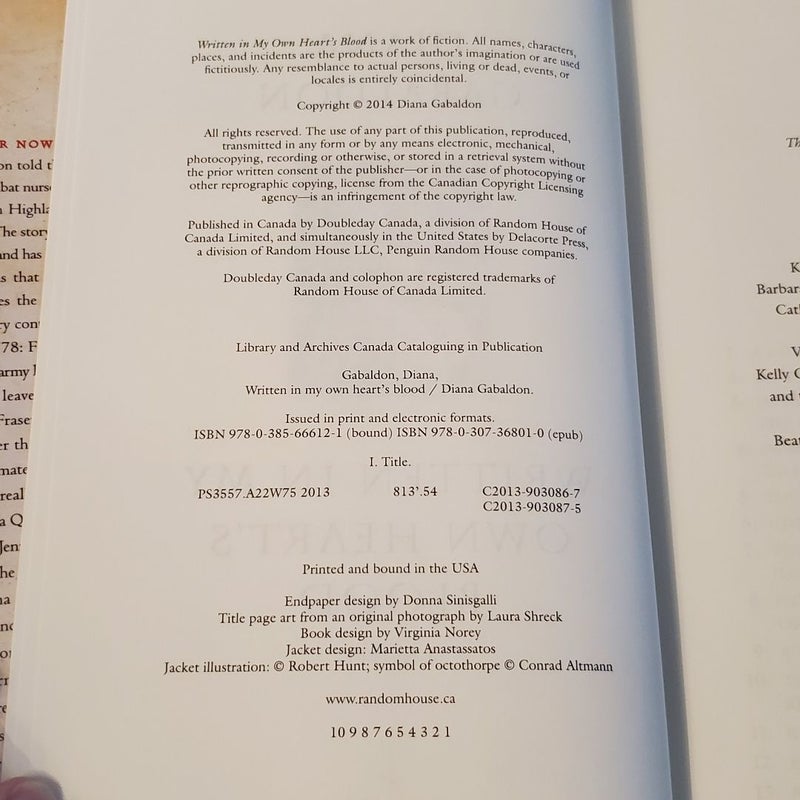 Written in My Own Heart's Blood is a work of fiction. All names, characters,
places, and incidents are the products of the author's imagination or are used
fictitiously. Any resemblance to actual persons, living or dead, events, or
locales is entirely coincidental.
Copyright © 2014 Diana Gabaldon
All rights reserved. The use of any part of this publication, reproduced,
transmitted in any form or by any means electronic, mechanical,
photocopying, recording or otherwise, or stored in a retrieval system without
the prior written consent of the publisher—or in the case of photocopying or
other reprographic copying, license from the Canadian Copyright Licensing
agency—is an infringement of the copyright law.
Published in Canada by Doubleday Canada, a division of Random House of
Canada Limited, and simultaneously in the United States by Delacorte Press,
a division of Random House LLC, Penguin Random House companies.
Doubleday Canada and colophon are registered trademarks of
Random House of Canada Limited.
Library and Archives Canada Cataloguing in Publication
Gabaldon, Diana,
Written in my own heart's blood / Diana Gabaldon.
Issued in print and electronic formats.
ISBN 978-0-385-66612-1 (bound) ISBN 978-0-307-36801-0 (epub)
I. Title.
PS3557.A22W75 2013 813'.54 C2013-903086-7
C2013-903087-5
Printed and bound in the USA
Endpaper design by Donna Sinisgalli
Title page art from an original photograph by Laura Shreck
Book design by Virginia Norey
Jacket design: Marietta Anastassatos
Jacket illustration: © Robert Hunt; symbol of octothorpe © Conrad Altmann
www.randomhouse.ca
10 9 8 7 6 5 4 3 2 1
NOW
told
The
and has
that
the
78: F
army
leave
Kelly
and